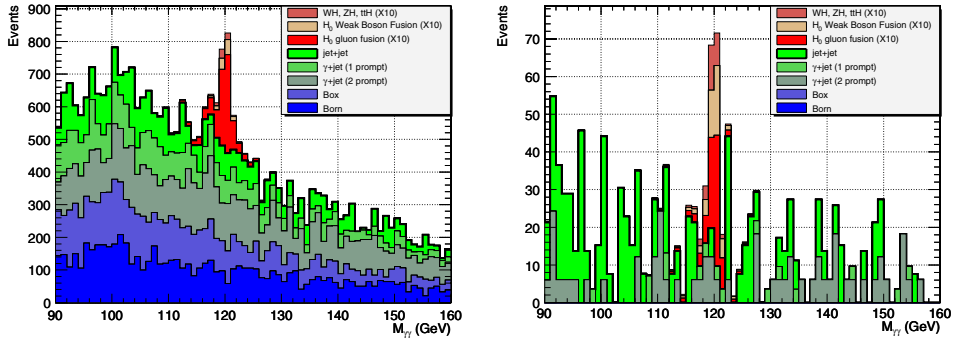 Events
900
800
700
600
500
400
300
200
100
0
WH, ZH, ttH (X10)
H₀ Weak Boson Fusion (X10)
H₀ gluon fusion (X10)
jet+jet
γ+jet (1 prompt)
γ+jet (2 prompt)
Box
Born
90 100 110 120 130 140 150 160
Mγγ (GeV)
Events
70
60
50
40
30
20
10
0
WH, ZH, ttH (X10)
H₀ Weak Boson Fusion (X10)
H₀ gluon fusion (X10)
jet+jet
γ+jet (1 prompt)
γ+jet (2 prompt)
Box
Born
90 100 110 120 130 140 150 160
Mγγ (GeV)